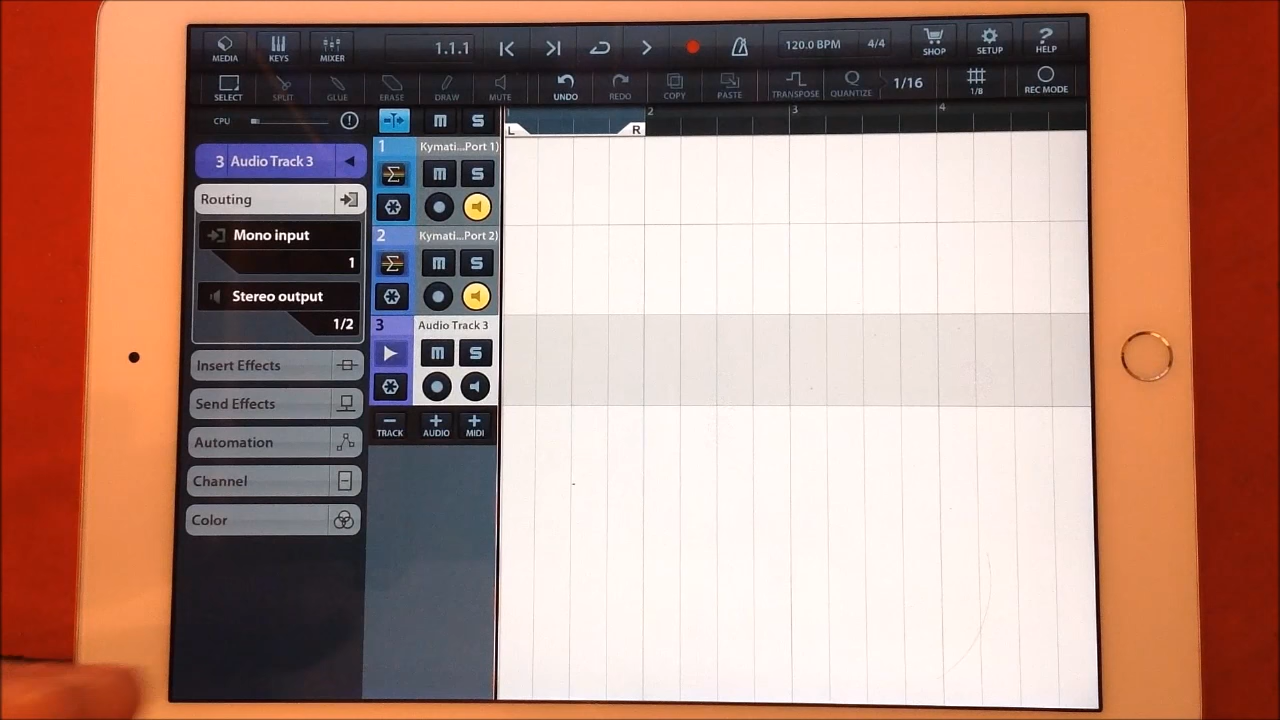 MEDIA KEYS MIXER 1.1.1 120.0 BPM 4/4 SHOP SETUP HELP
SELECT SPLIT GLUE ERASE DRAW MUTE UNDO REDO COPY PASTE TRANSPOSE QUANTIZE 1/16 1/8 REC MODE
CPU M S 1 2 3 4
L R
3 Audio Track 3
Routing
Mono input
1
Stereo output
1/2
Insert Effects
Send Effects
Automation
Channel
Color
1 Kymati...Port 1)
M S
2 Kymati...Port 2)
M S
3 Audio Track 3
M S
TRACK AUDIO MIDI